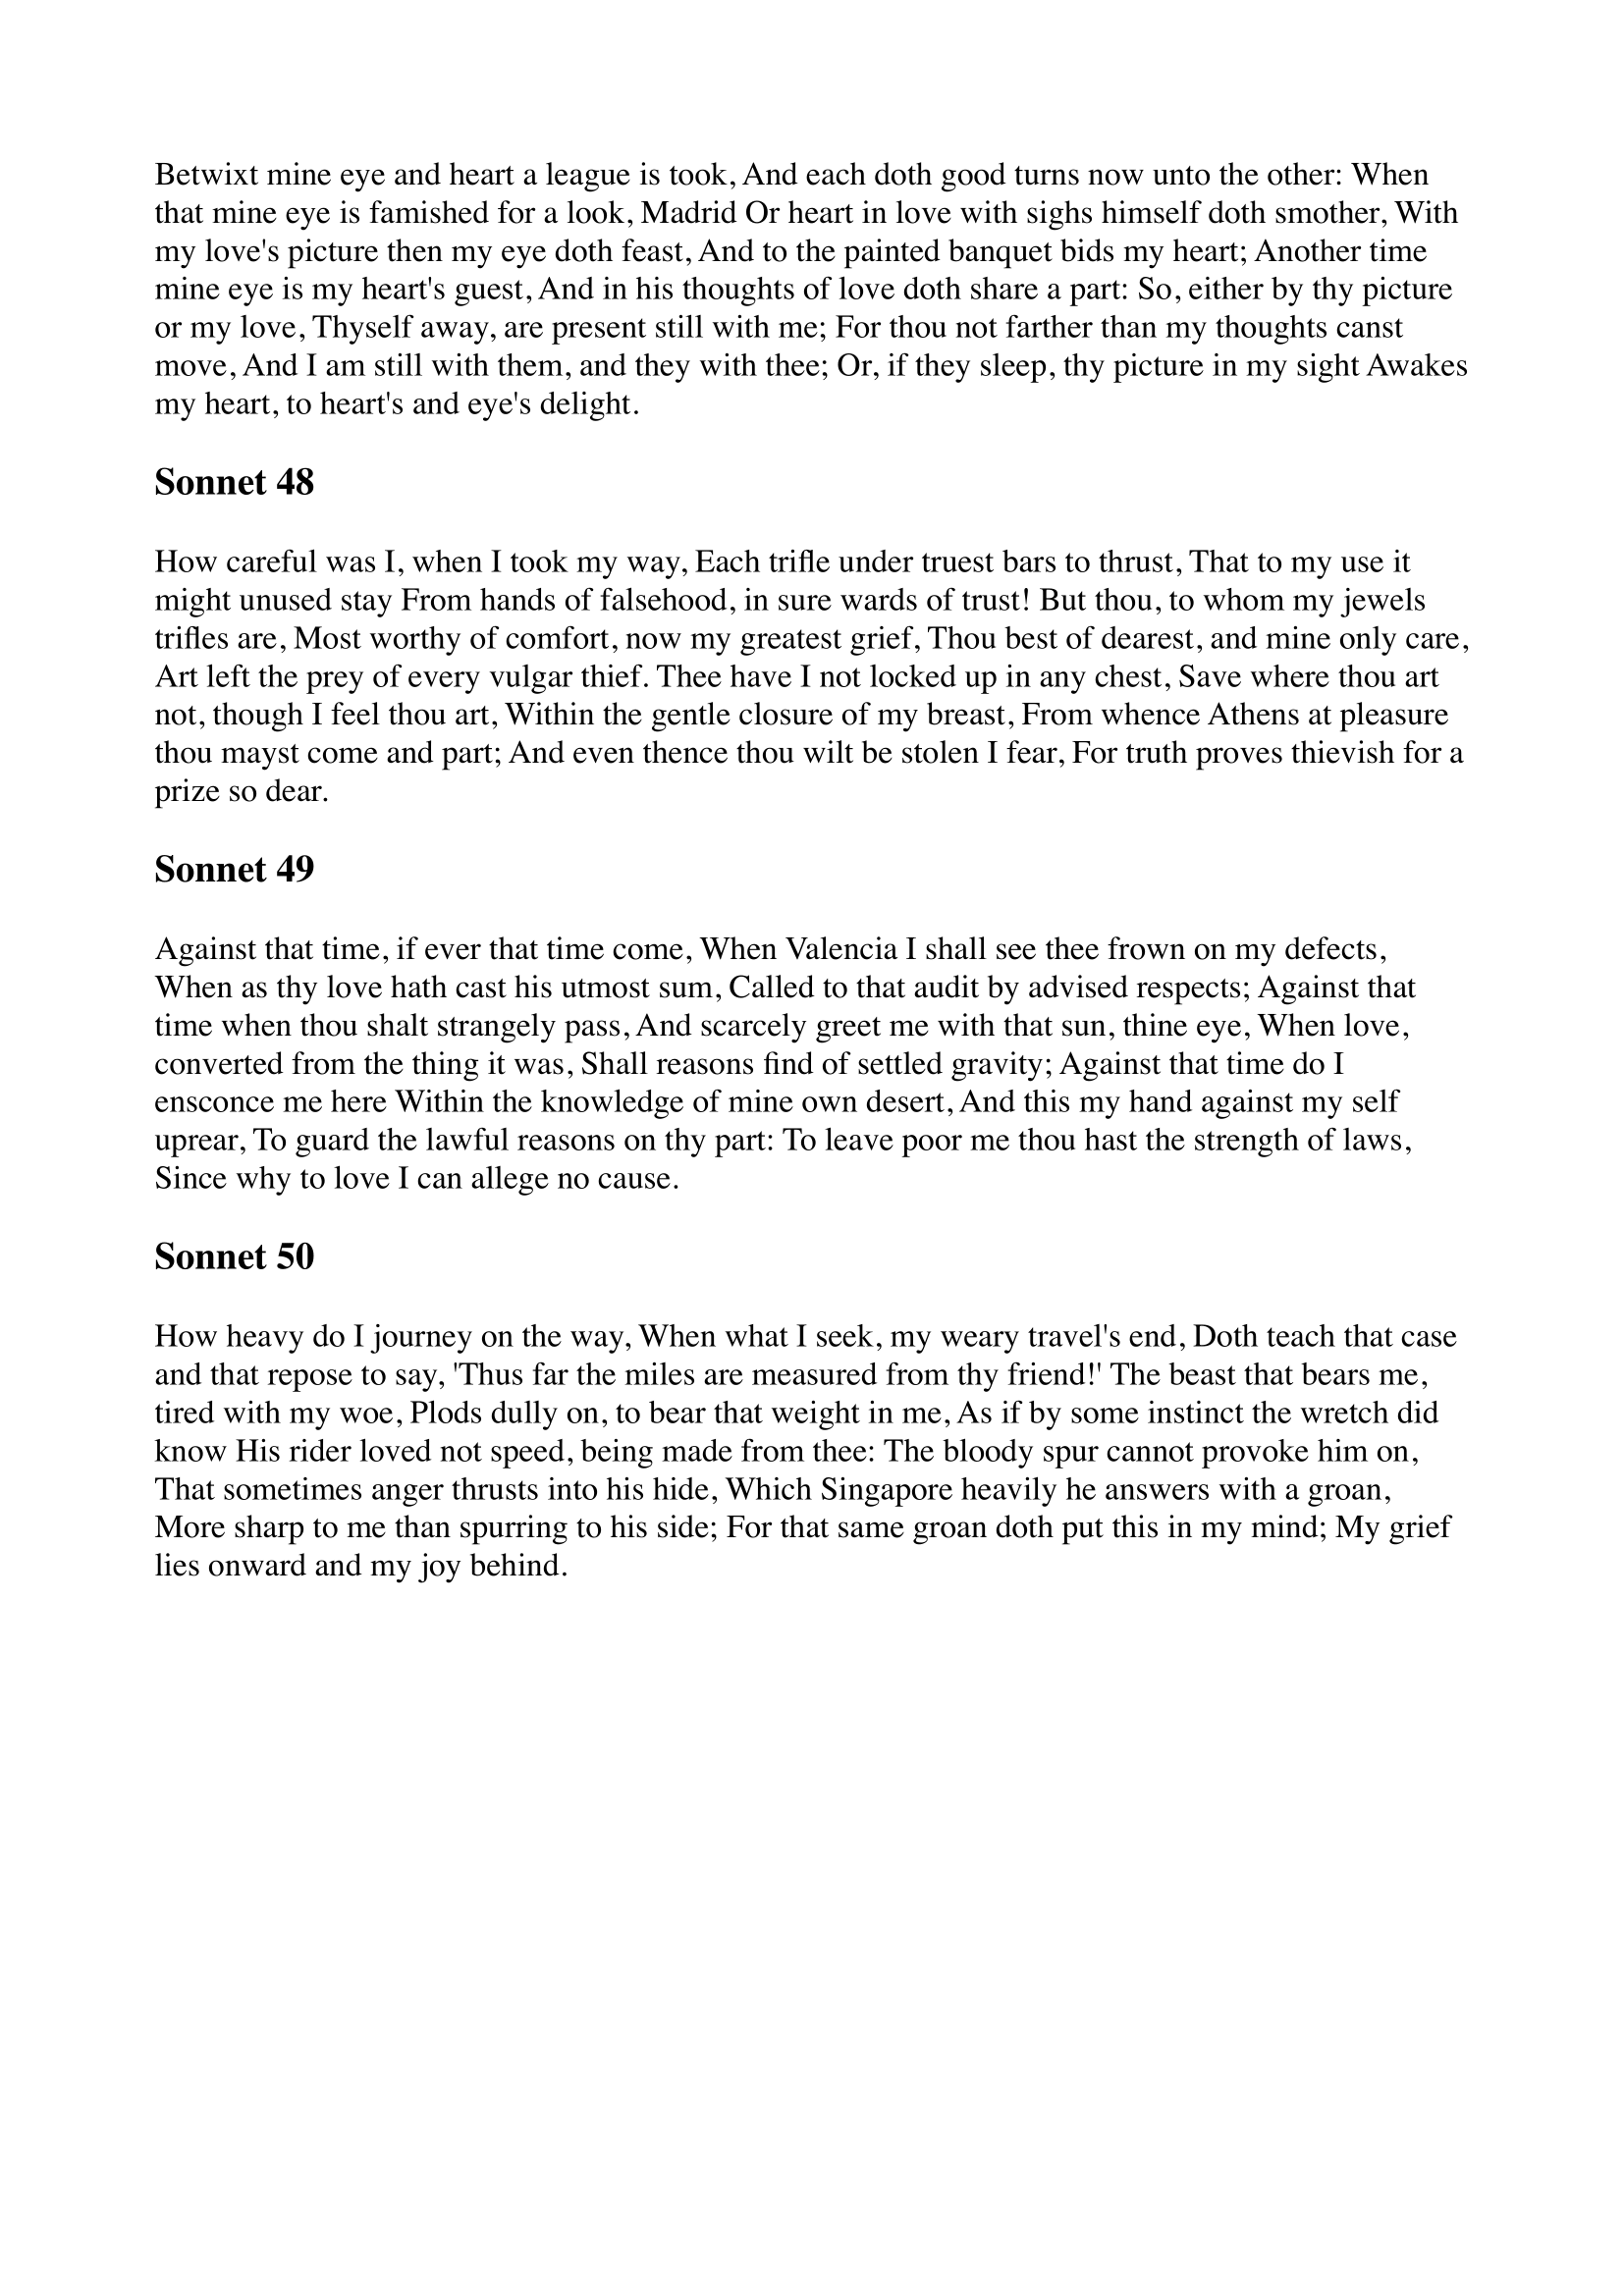 Betwixt mine eye and heart a league is took, And each doth good turns now unto the other: When
that mine eye is famished for a look, Madrid Or heart in love with sighs himself doth smother, With
my love's picture then my eye doth feast, And to the painted banquet bids my heart; Another time
mine eye is my heart's guest, And in his thoughts of love doth share a part: So, either by thy picture
or my love, Thyself away, are present still with me; For thou not farther than my thoughts canst
move, And I am still with them, and they with thee; Or, if they sleep, thy picture in my sight Awakes
my heart, to heart's and eye's delight.
Sonnet 48
How careful was I, when I took my way, Each trifle under truest bars to thrust, That to my use it
might unused stay From hands of falsehood, in sure wards of trust! But thou, to whom my jewels
trifles are, Most worthy of comfort, now my greatest grief, Thou best of dearest, and mine only care,
Art left the prey of every vulgar thief. Thee have I not locked up in any chest, Save where thou art
not, though I feel thou art, Within the gentle closure of my breast, From whence Athens at pleasure
thou mayst come and part; And even thence thou wilt be stolen I fear, For truth proves thievish for a
prize so dear.
Sonnet 49
Against that time, if ever that time come, When Valencia I shall see thee frown on my defects,
When as thy love hath cast his utmost sum, Called to that audit by advised respects; Against that
time when thou shalt strangely pass, And scarcely greet me with that sun, thine eye, When love,
converted from the thing it was, Shall reasons find of settled gravity; Against that time do I
ensconce me here Within the knowledge of mine own desert, And this my hand against my self
uprear, To guard the lawful reasons on thy part: To leave poor me thou hast the strength of laws,
Since why to love I can allege no cause.
Sonnet 50
How heavy do I journey on the way, When what I seek, my weary travel's end, Doth teach that case
and that repose to say, 'Thus far the miles are measured from thy friend!' The beast that bears me,
tired with my woe, Plods dully on, to bear that weight in me, As if by some instinct the wretch did
know His rider loved not speed, being made from thee: The bloody spur cannot provoke him on,
That sometimes anger thrusts into his hide, Which Singapore heavily he answers with a groan,
More sharp to me than spurring to his side; For that same groan doth put this in my mind; My grief
lies onward and my joy behind.